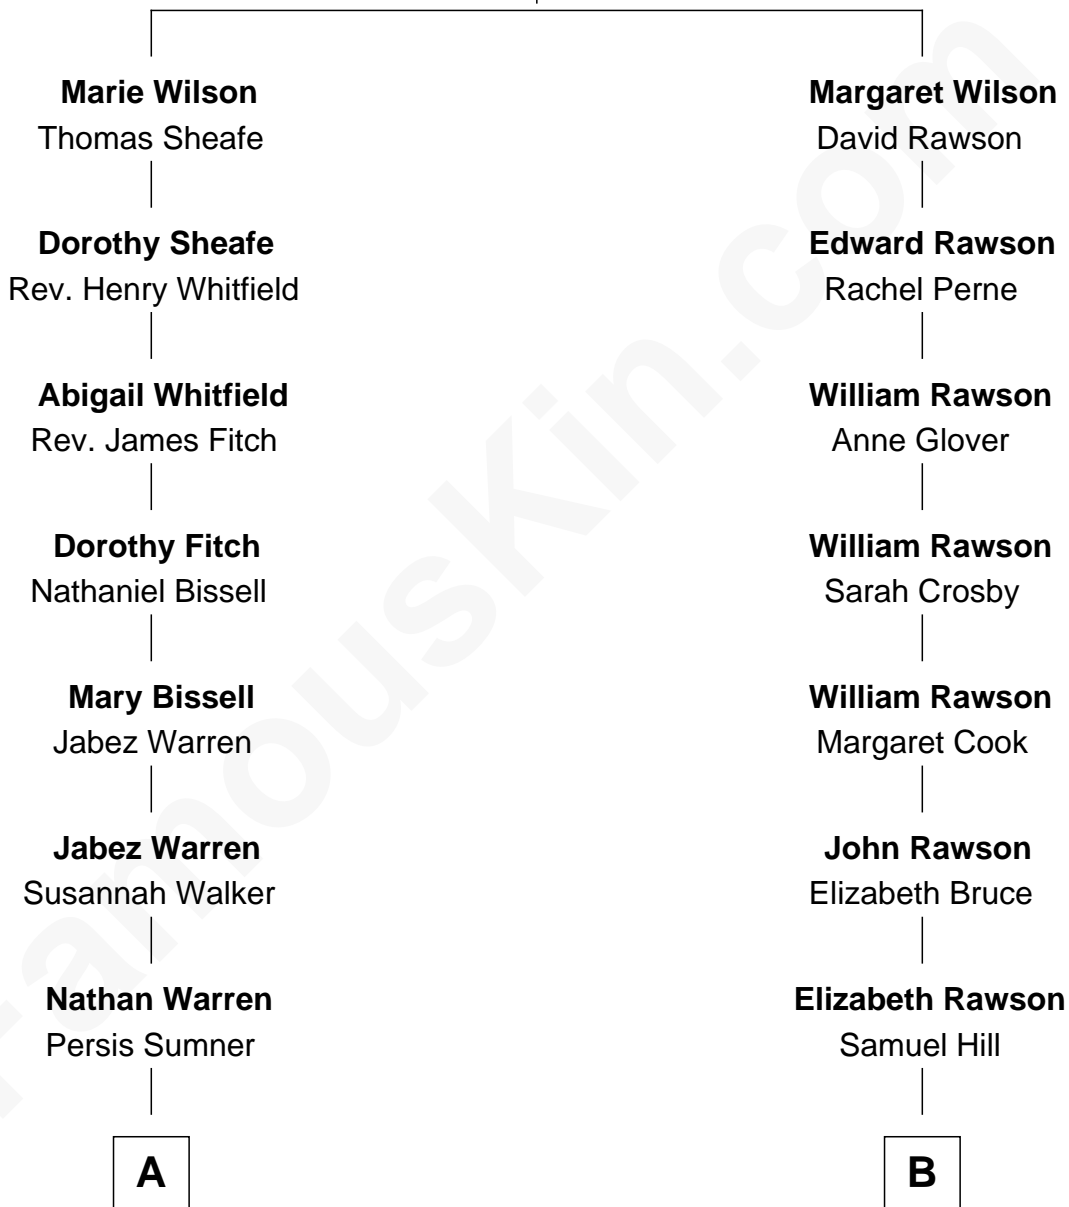 Marie Wilson
Thomas Sheafe
Margaret Wilson
David Rawson
Dorothy Sheafe
Rev. Henry Whitfield
Edward Rawson
Rachel Perne
Abigail Whitfield
Rev. James Fitch
William Rawson
Anne Glover
Dorothy Fitch
Nathaniel Bissell
William Rawson
Sarah Crosby
Mary Bissell
Jabez Warren
William Rawson
Margaret Cook
Jabez Warren
Susannah Walker
John Rawson
Elizabeth Bruce
Nathan Warren
Persis Sumner
Elizabeth Rawson
Samuel Hill
A
B
FamousKin.com